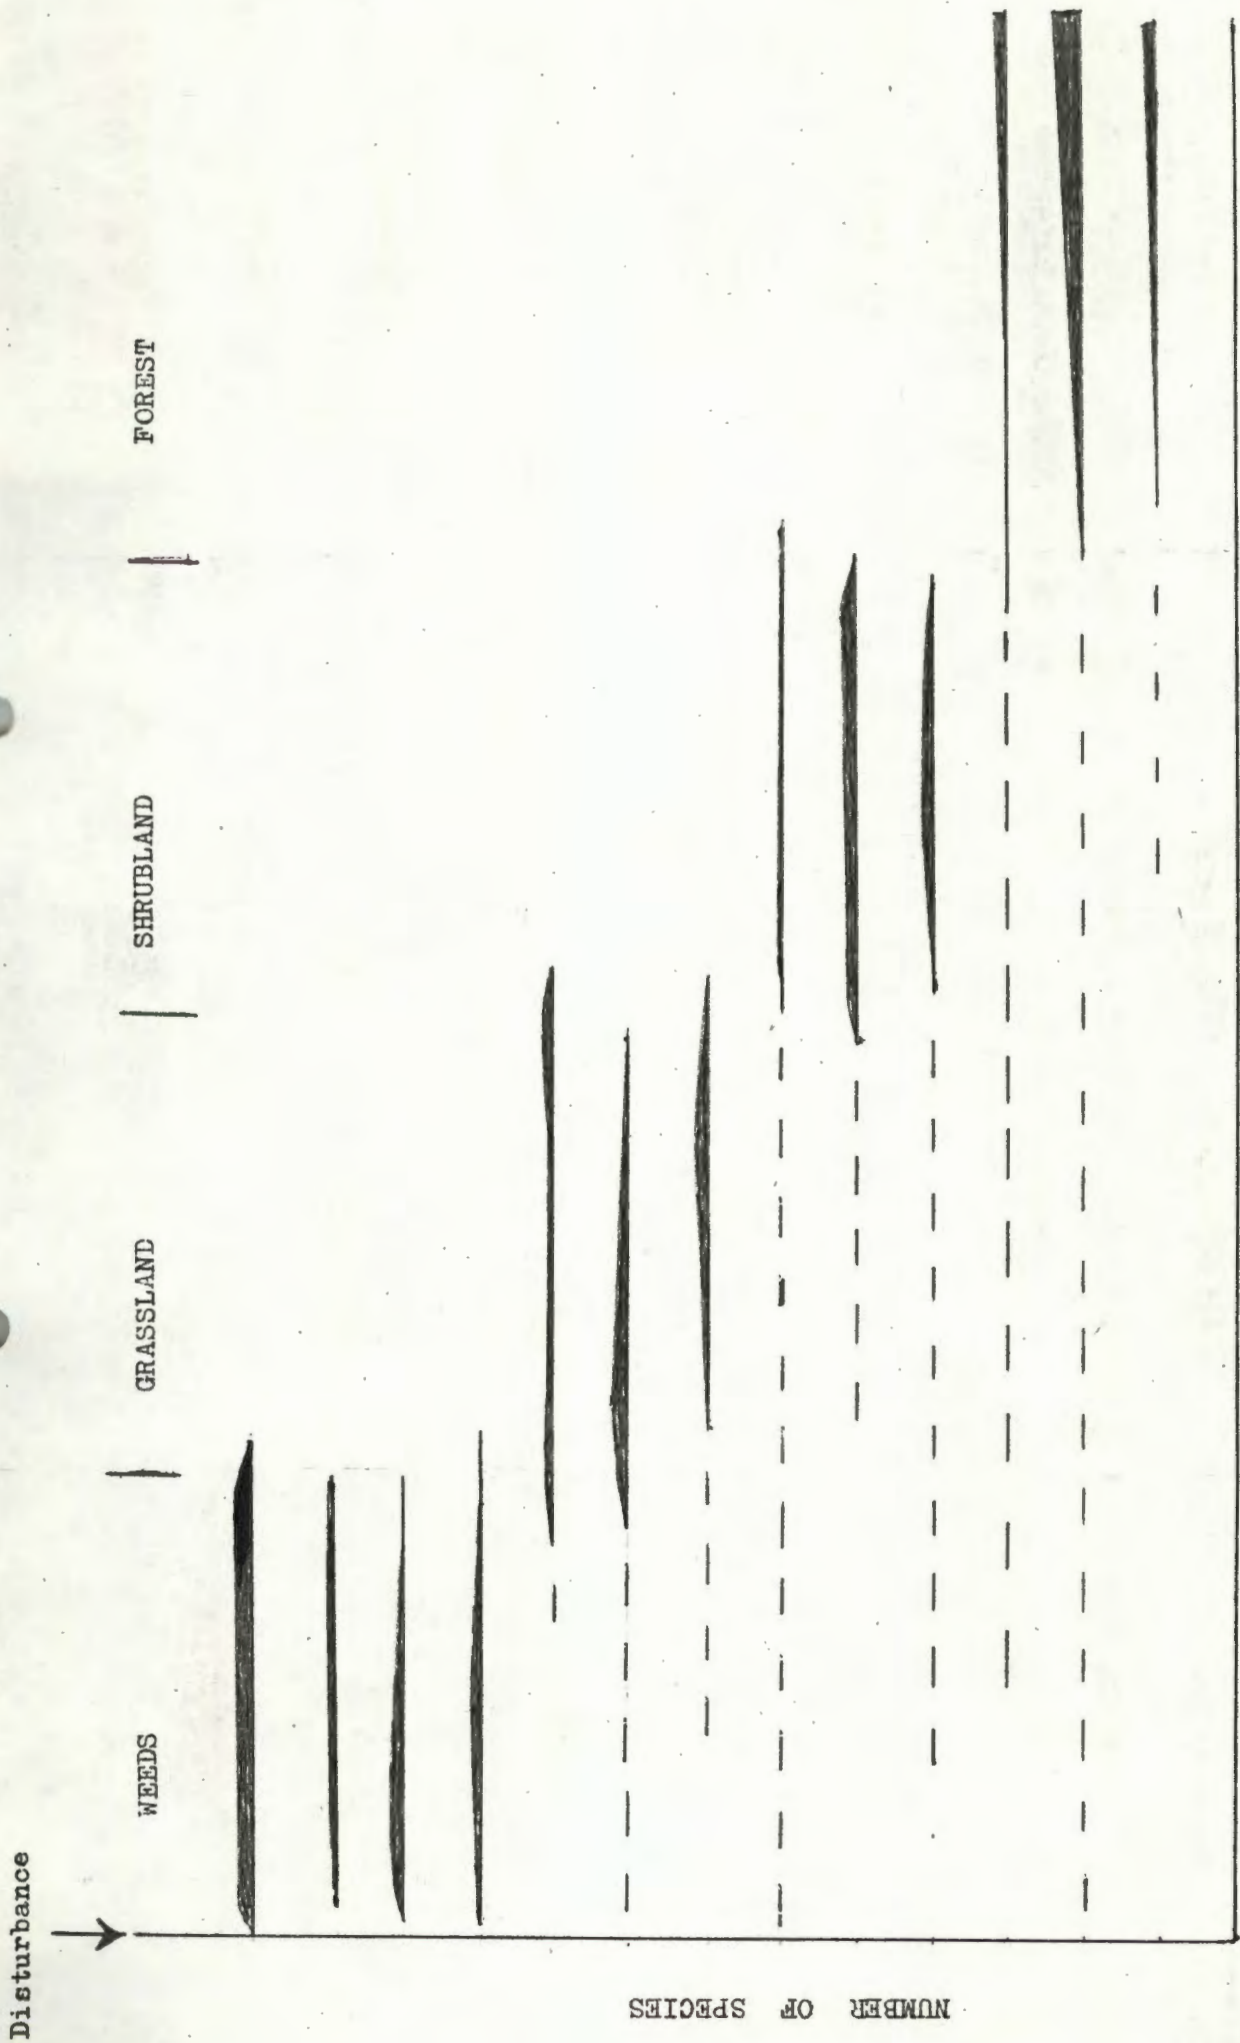 Disturbance
WEEDS
GRASSLAND
SHRUBLAND
FOREST
NUMBER OF SPECIES